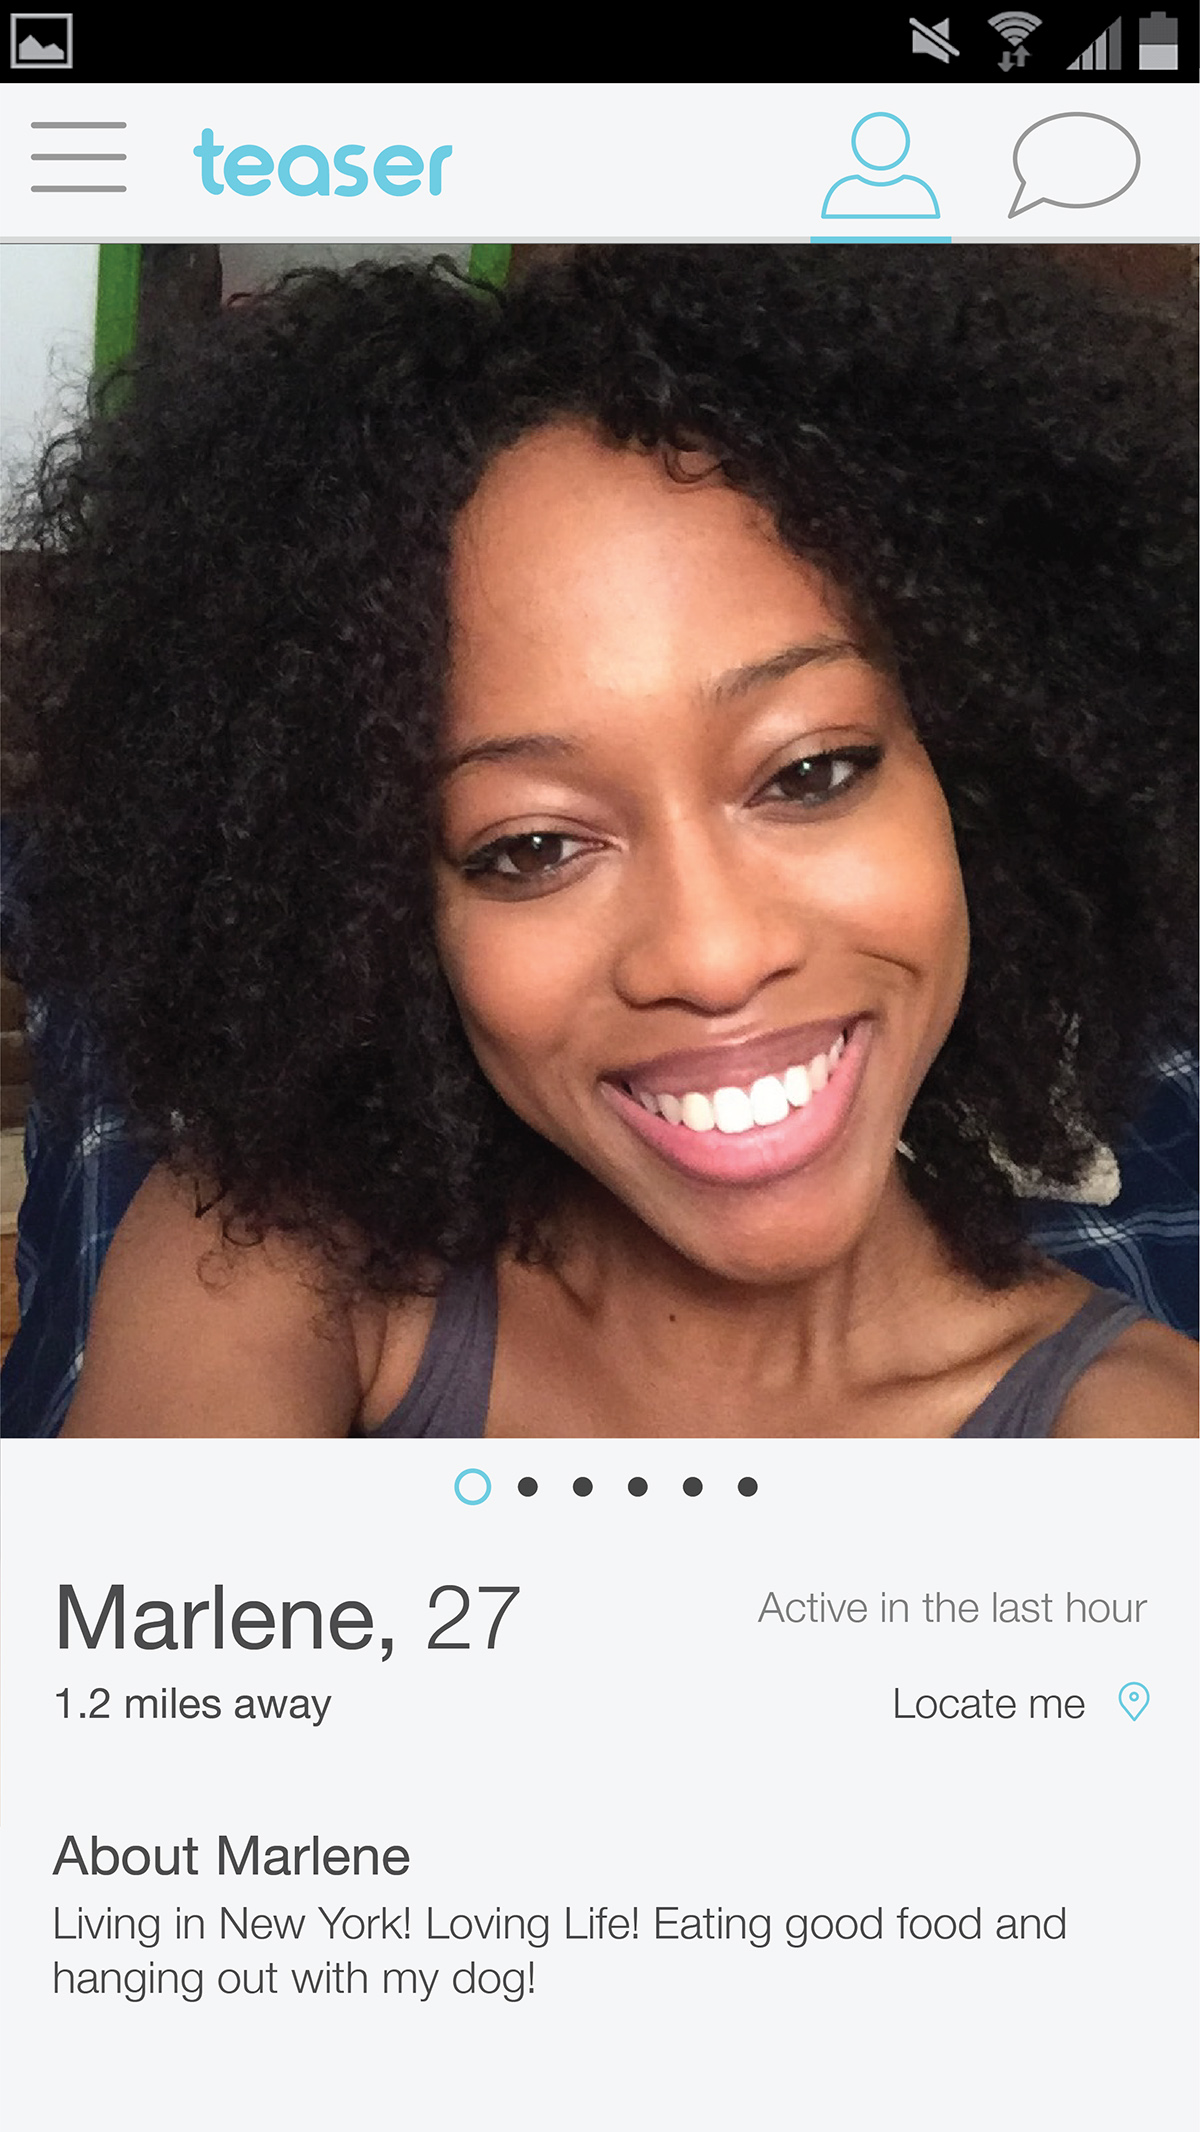 teaser
Marlene, 27
Active in the last hour
1.2 miles away
Locate me
About Marlene
Living in New York! Loving Life! Eating good food and
hanging out with my dog!